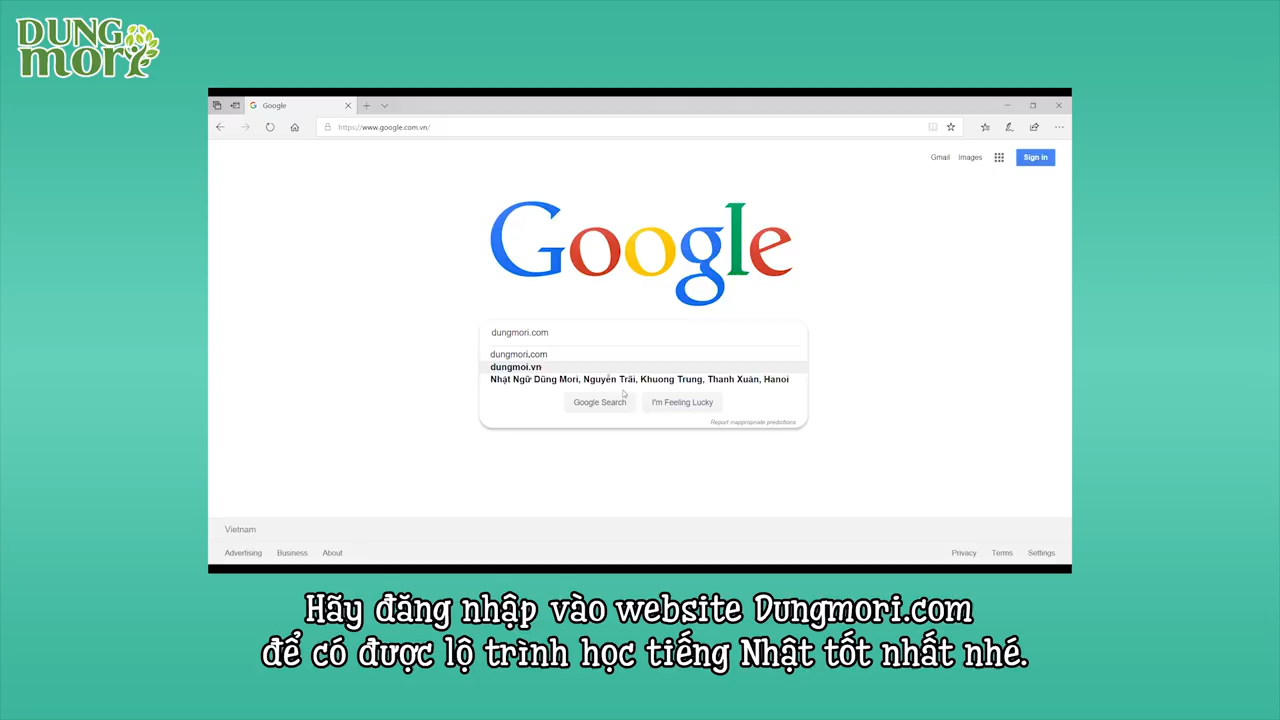 DUNG
mori
Google
https://www.google.com.vn/
Gmail Images Sign in
Google
dungmori.com
dungmori.com
dungmoi.vn
Nhật Ngữ Dũng Mori, Nguyễn Trãi, Khuong Trung, Thanh Xuân, Hanoi
Google Search I'm Feeling Lucky
Report inappropriate predictions
Vietnam
Advertising Business About Privacy Terms Settings
Hãy đăng nhập vào website Dungmori.com
để có được lộ trình học tiếng Nhật tốt nhất nhé.